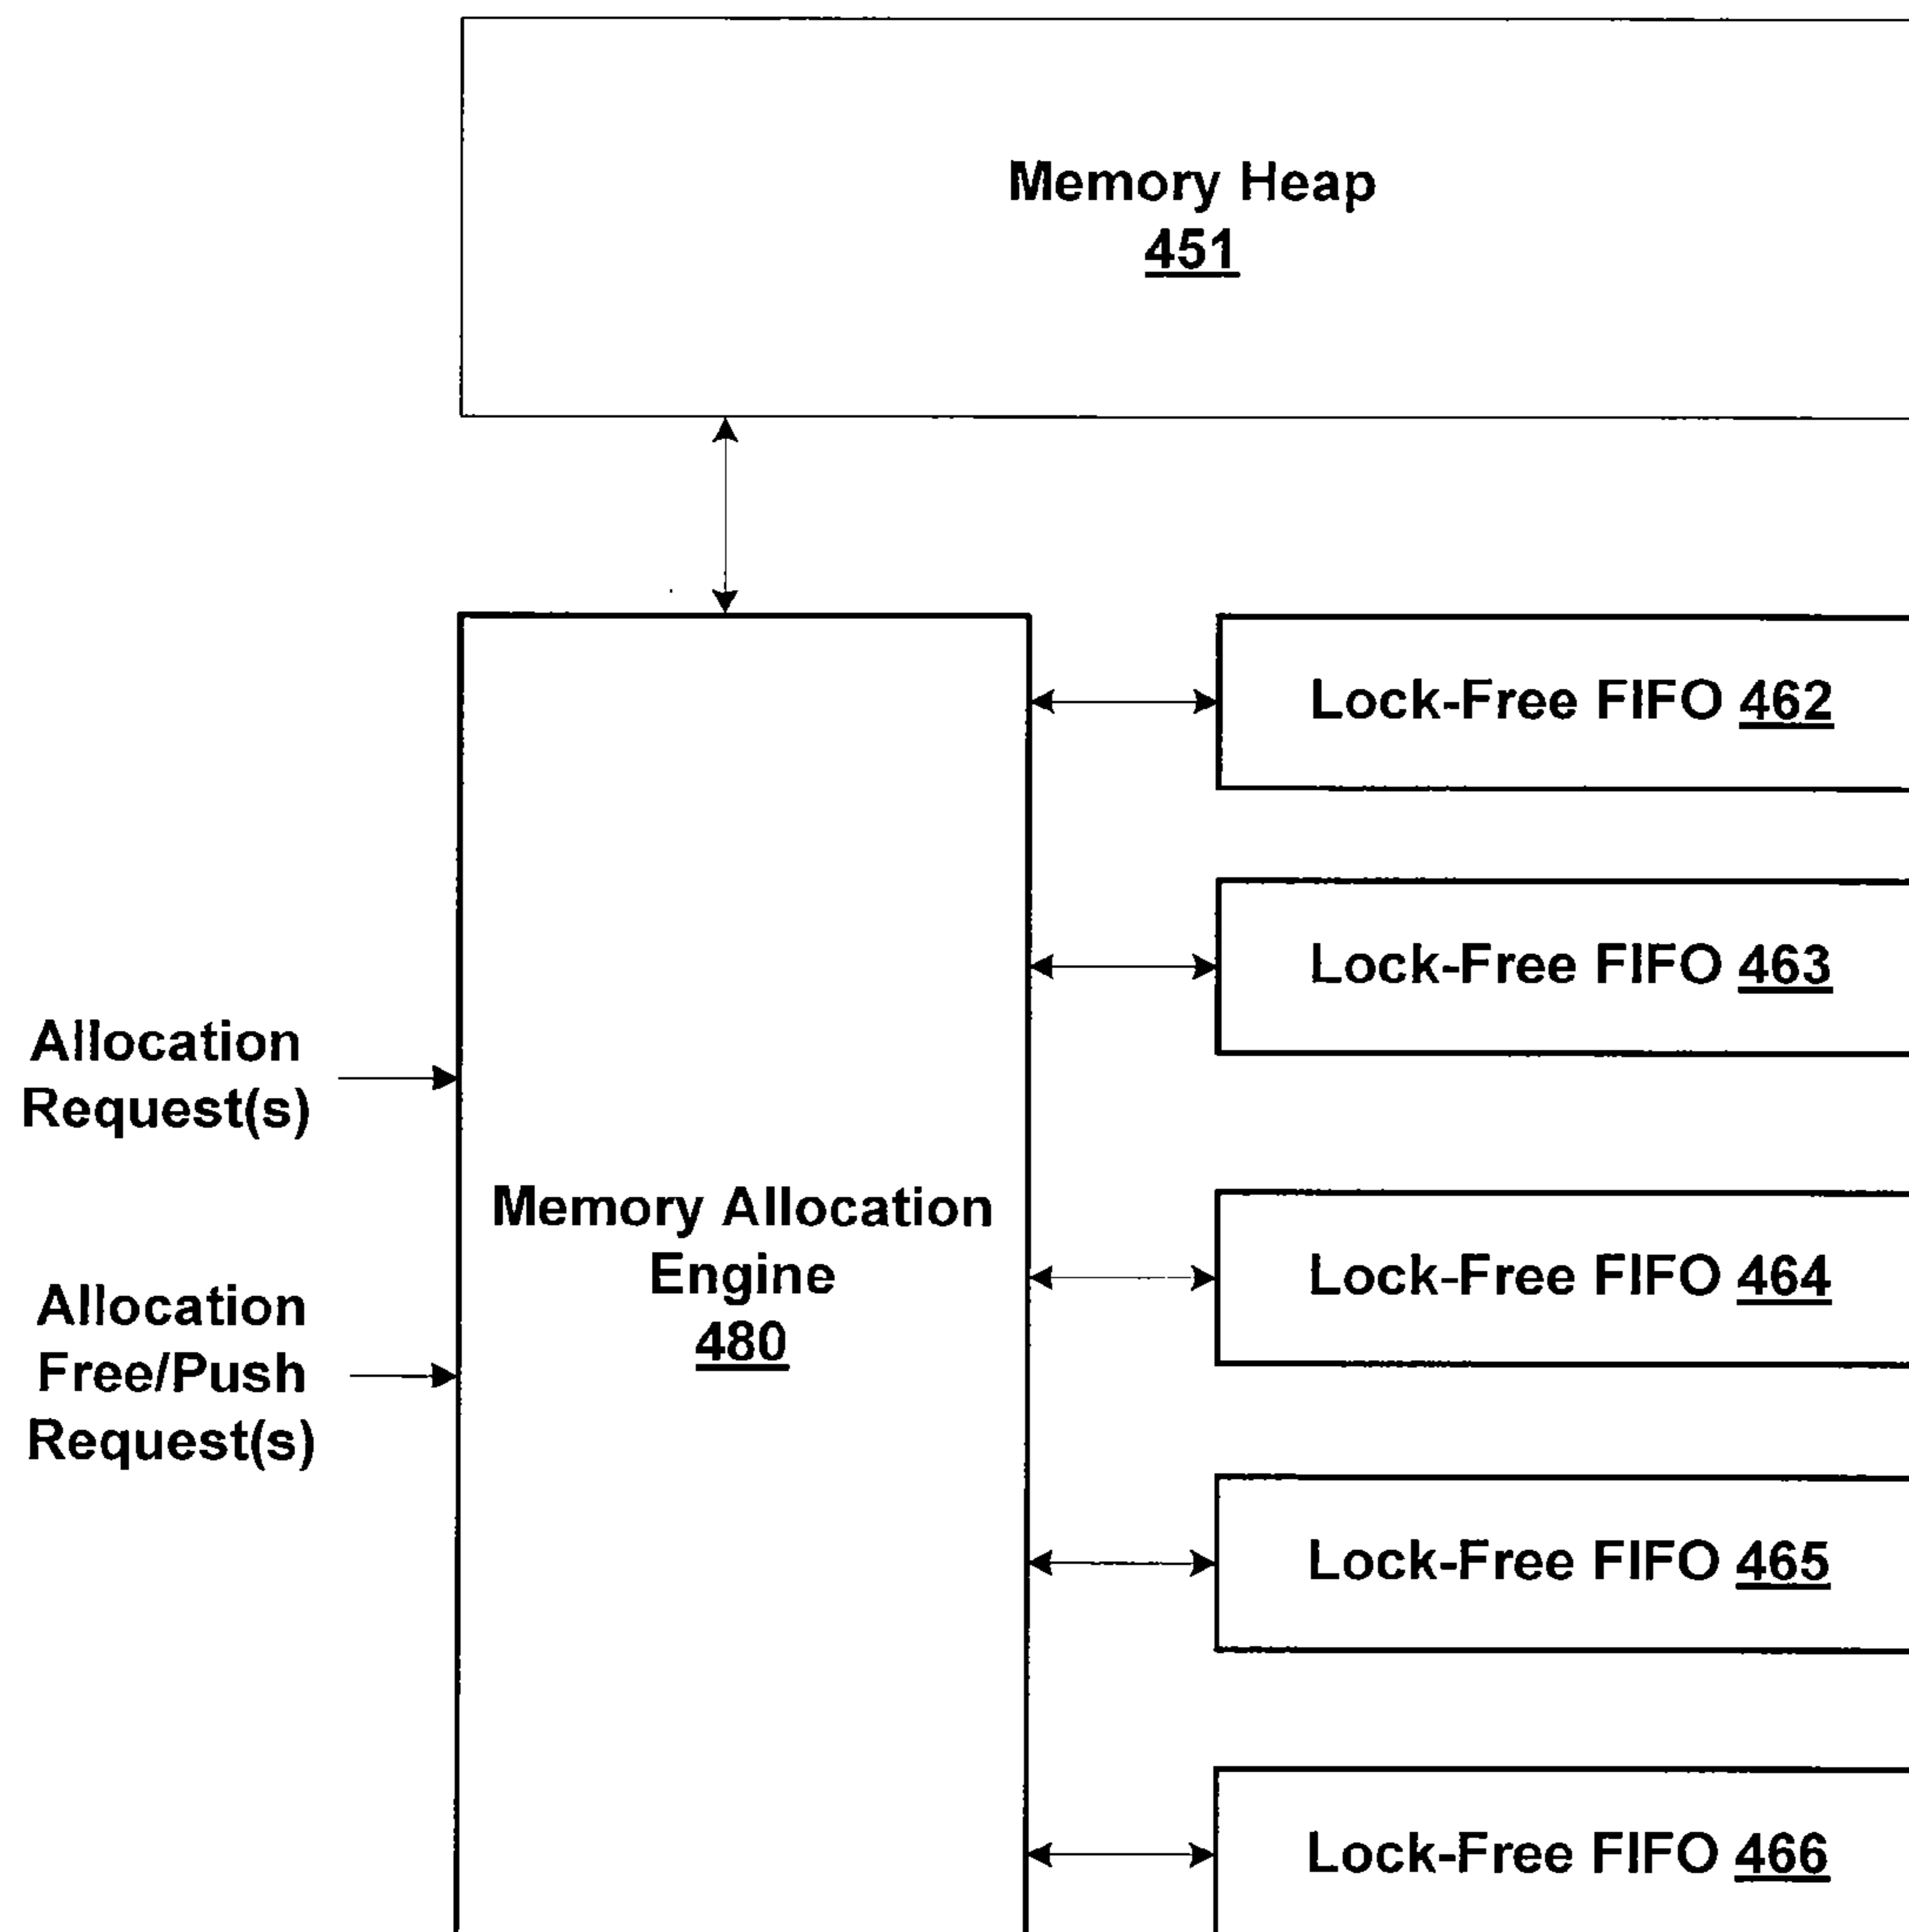 Memory Heap
451
Lock-Free FIFO 462
Lock-Free FIFO 463
Allocation
Request(s)
Memory Allocation
Engine
480
Allocation
Free/Push
Request(s)
Lock-Free FIFO 464
Lock-Free FIFO 465
Lock-Free FIFO 466